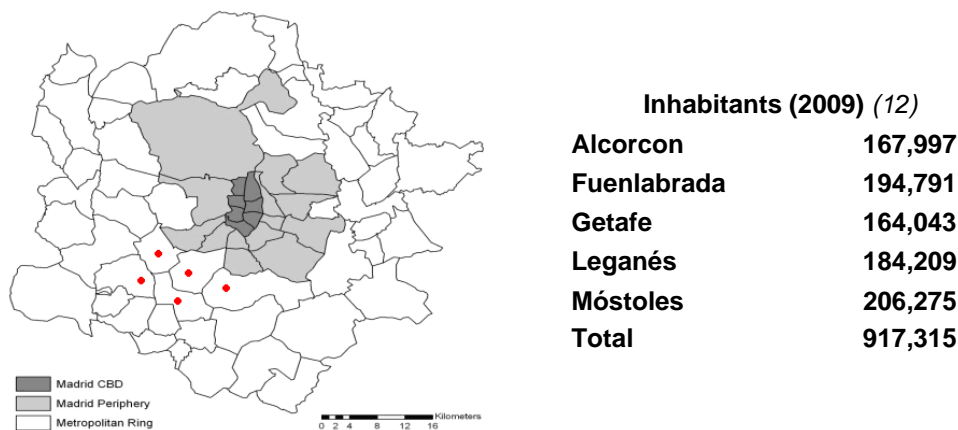 Inhabitants (2009) (12)
Alcorcon 167,997
Fuenlabrada 194,791
Getafe 164,043
Leganés 184,209
Móstoles 206,275
Total 917,315
Madrid CBD
Madrid Periphery
Metropolitan Ring
Kilometers
0 2 4 8 12 16